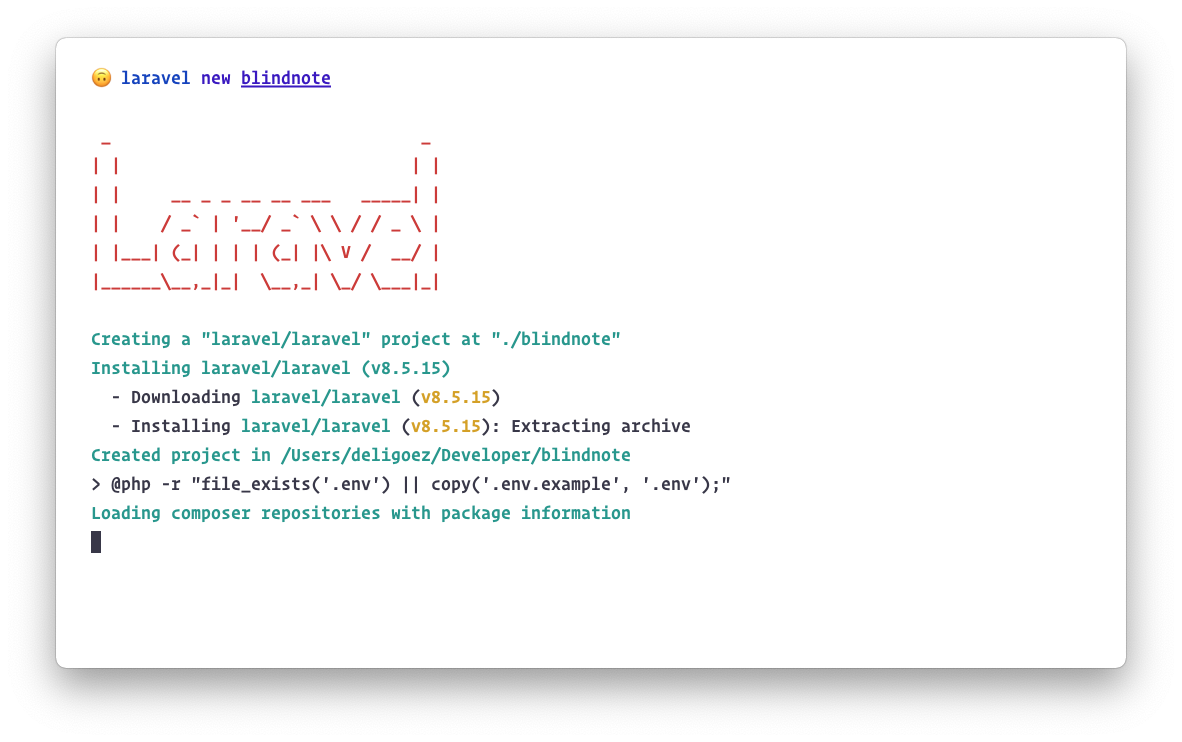 🙃 laravel new blindnote
 _                               _
| |                             | |
| |     __ _ _ __ __ ___   _____| |
| |    / _` | '__/ _` \ \ / / _ \ |
| |___| (_| | | | (_| |\ V /  __/ |
|______\__,_|_|  \__,_| \_/ \___|_|
Creating a "laravel/laravel" project at "./blindnote"
Installing laravel/laravel (v8.5.15)
  - Downloading laravel/laravel (v8.5.15)
  - Installing laravel/laravel (v8.5.15): Extracting archive
Created project in /Users/deligoez/Developer/blindnote
> @php -r "file_exists('.env') || copy('.env.example', '.env');"
Loading composer repositories with package information